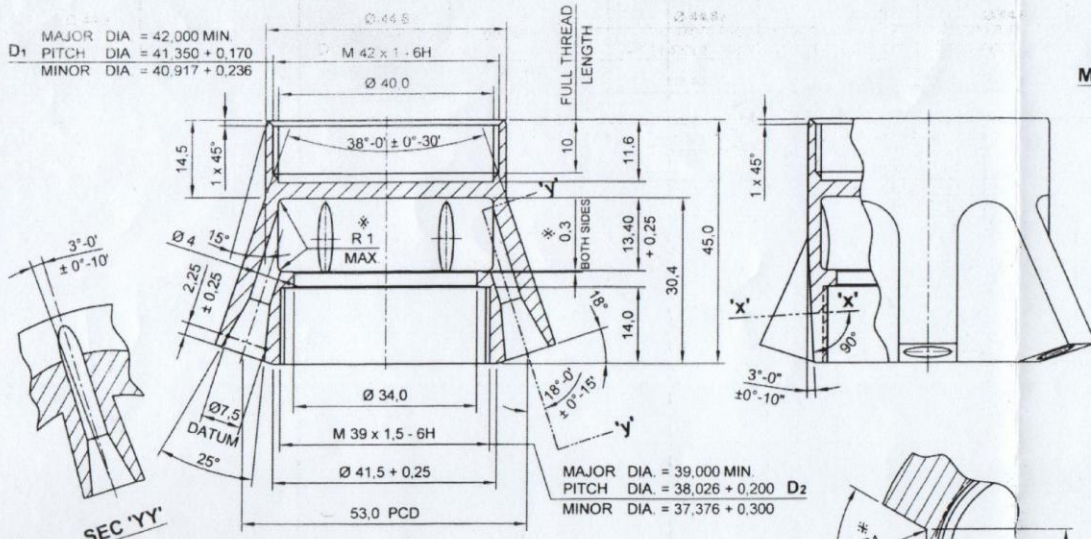 MAJOR DIA = 42,000 MIN.
D1 PITCH DIA = 41,350 + 0,170
MINOR DIA = 40,917 + 0,236
Ø 44.8
M 42 x 1 - 6H
Ø 40,0
FULL THREAD
LENGTH
10
38°-0' ± 0°-30'
14,5
1 x 45°
11,6
'y'
Ø 4
15°
※
R 1
MAX.
※
0,3
BOTH SIDES
13,40
+ 0,25
30,4
45,0
3°-0'
± 0°-10'
2,25
± 0,25
14,0
18°
18°-0'
± 0°-15'
'y'
Ø7,5
DATUM
25°
Ø 34,0
M 39 x 1,5 - 6H
Ø 41,5 + 0,25
53,0 PCD
SEC 'YY'
MAJOR DIA. = 39,000 MIN.
PITCH DIA. = 38,026 + 0,200 D2
MINOR DIA. = 37,376 + 0,300
Ø 44.8
M
1 x 45°
'x'
'x'
90°
3°-0"
±0°-10"
※